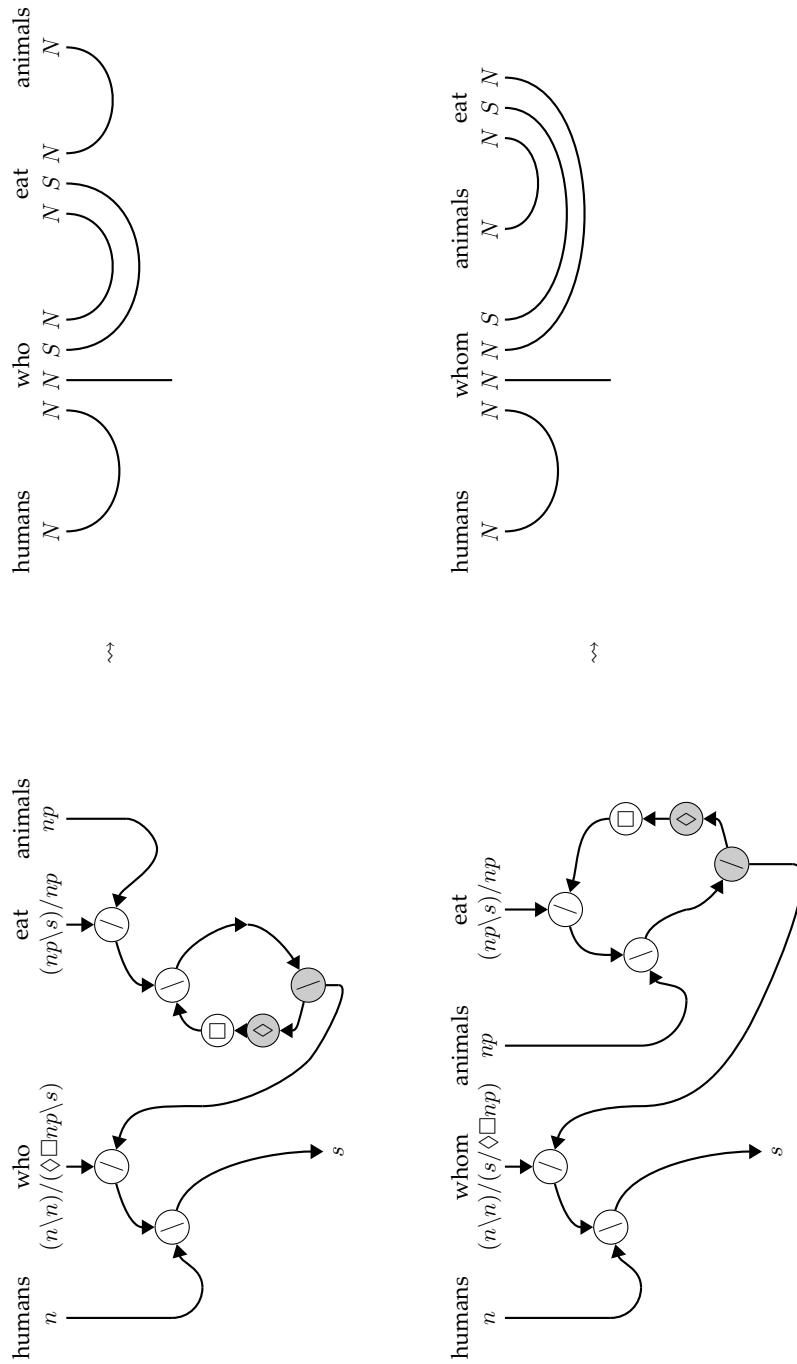 humans who eat animals humans who eat animals
n (n\n)/(◇□np\s) (np\s)/np np N N N S N N S N N
⇝
s
humans whom animals eat humans whom animals eat
n (n\n)/(s/◇□np) np (np\s)/np N N N N S N N S N
⇝
s